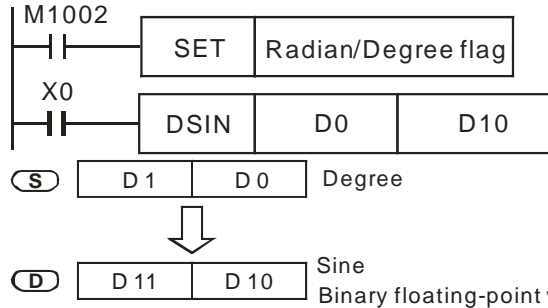 M1002
SET Radian/Degree flag
X0
DSIN D0 D10
S D 1 D 0 Degree
D D 11 D 10 Sine
Binary floating-point